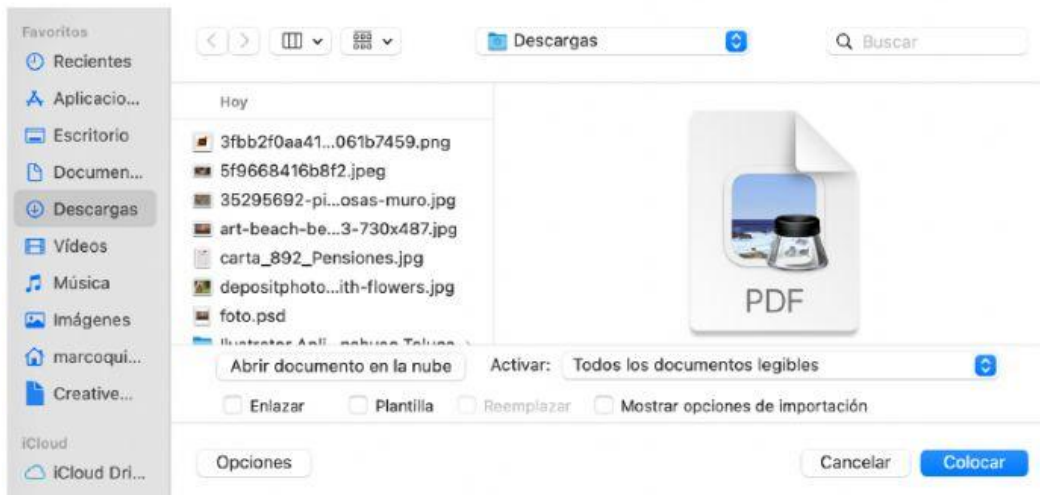 Favoritos
Recientes
Aplicacio...
Escritorio
Documen...
Descargas
Vídeos
Música
Imágenes
marcoqui...
Creative...
iCloud
iCloud Dri...
Descargas
Buscar
Hoy
3fbb2f0aa41...061b7459.png
5f9668416b8f2.jpeg
35295692-pi...osas-muro.jpg
art-beach-be...3-730x487.jpg
carta_892_Pensiones.jpg
depositphoto...ith-flowers.jpg
foto.psd
PDF
Abrir documento en la nube
Activar: Todos los documentos legibles
Enlazar Plantilla Reemplazar Mostrar opciones de importación
Opciones
Cancelar Colocar